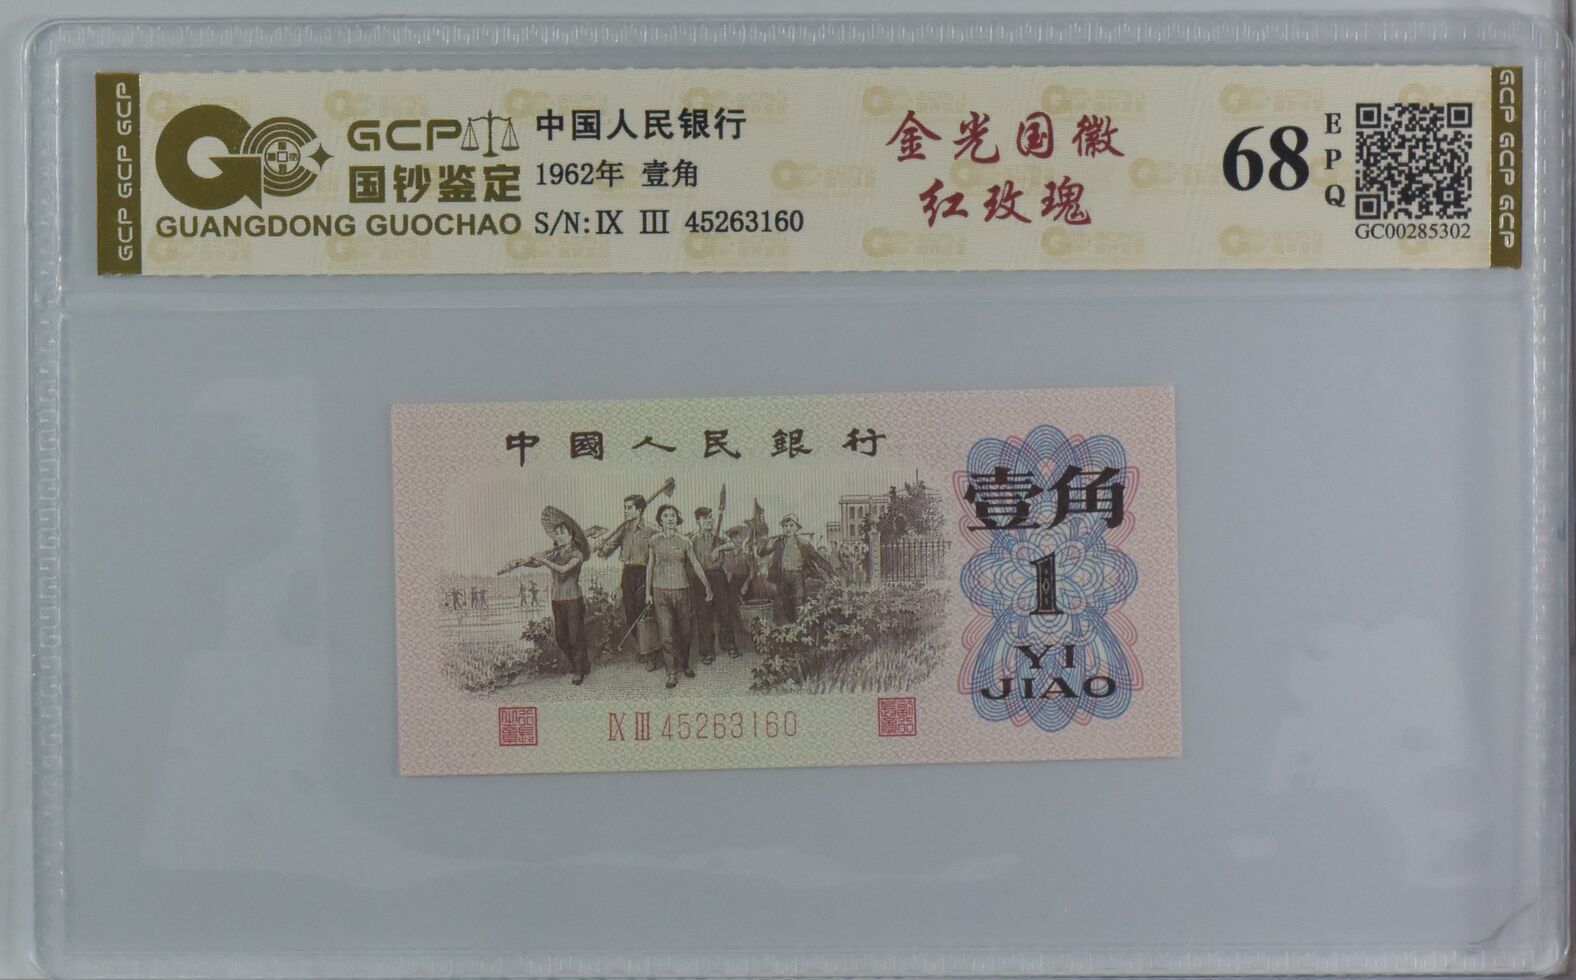 GCP GCP GCP
GCP
国钞鉴定
GUANGDONG GUOCHAO
中国人民银行
1962年 壹角
S/N: IX III 45263160
金光国徽
红玫瑰
68
EPQ
GC00285302
GCP GCP GCP
中國人民銀行
壹角
1
YI
JIAO
IX III 45263160